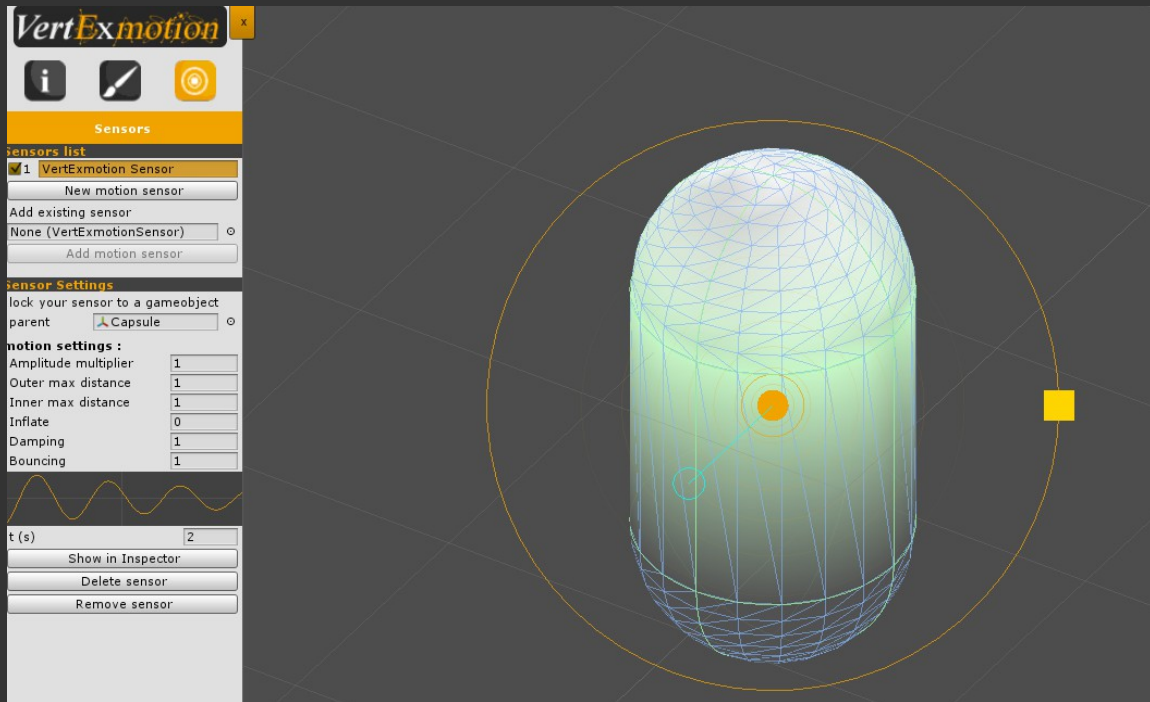 VertExmotion x
i
Sensors
Sensors list
1 VertExmotion Sensor
New motion sensor
Add existing sensor
None (VertExmotionSensor)
Add motion sensor
Sensor Settings
lock your sensor to a gameobject
parent Capsule
motion settings :
Amplitude multiplier 1
Outer max distance 1
Inner max distance 1
Inflate 0
Damping 1
Bouncing 1
t (s) 2
Show in Inspector
Delete sensor
Remove sensor